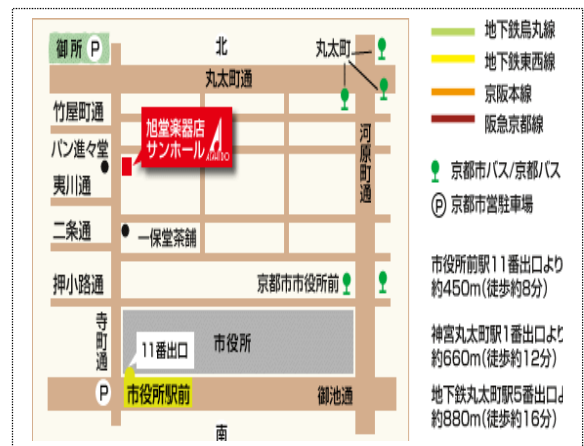 御所 P
北
丸太町
丸太町通
竹屋町通
パン進々堂
旭堂楽器店
サンホール
夷川通
河原町通
二条通
一保堂茶舗
押小路通
京都市市役所前
寺町通
11番出口
市役所
P
市役所駅前
御池通
南
地下鉄烏丸線
地下鉄東西線
京阪本線
阪急京都線
京都市バス/京都バス
P 京都市営駐車場
市役所前駅11番出口より
約450m(徒歩約8分)
神宮丸太町駅1番出口より
約660m(徒歩約12分)
地下鉄丸太町駅5番出口よ
約880m(徒歩約16分)